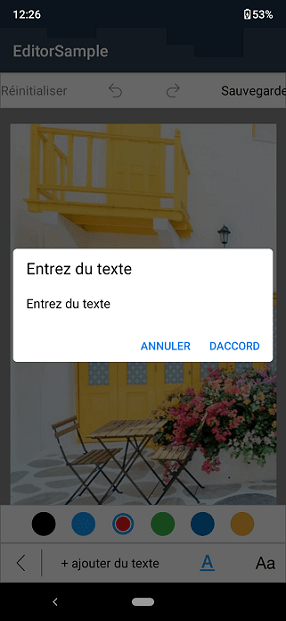 12:26 53%
EditorSample
Réinitialiser Sauvegarde
Entrez du texte
Entrez du texte
ANNULER DACCORD
+ ajouter du texte A Aa